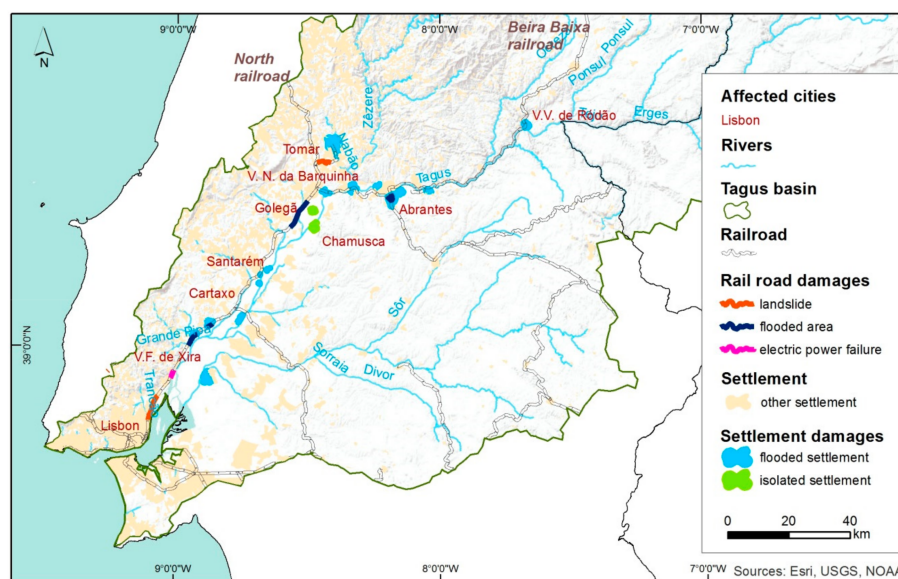 9°0'0"W
8°0'0"W
7°0'0"W
N
North
railroad
Beira Baixa
railroad
Ponsul
Ponsul
Zêzere
Erges
V.V. de Ródão
Tomar
Nabão
V. N. da Barquinha
Tagus
Golegã
Abrantes
Chamusca
Santarém
Cartaxo
Sôr
39°0'0"N
Grande Pipa
V.F. de Xira
Sorraia
Divor
Lisbon
9°0'0"W
8°0'0"W
7°0'0"W
Affected cities
Lisbon
Rivers
Tagus basin
Railroad
Rail road damages
landslide
flooded area
electric power failure
Settlement
other settlement
Settlement damages
flooded settlement
isolated settlement
0 20 40
km
Sources: Esri, USGS, NOAA